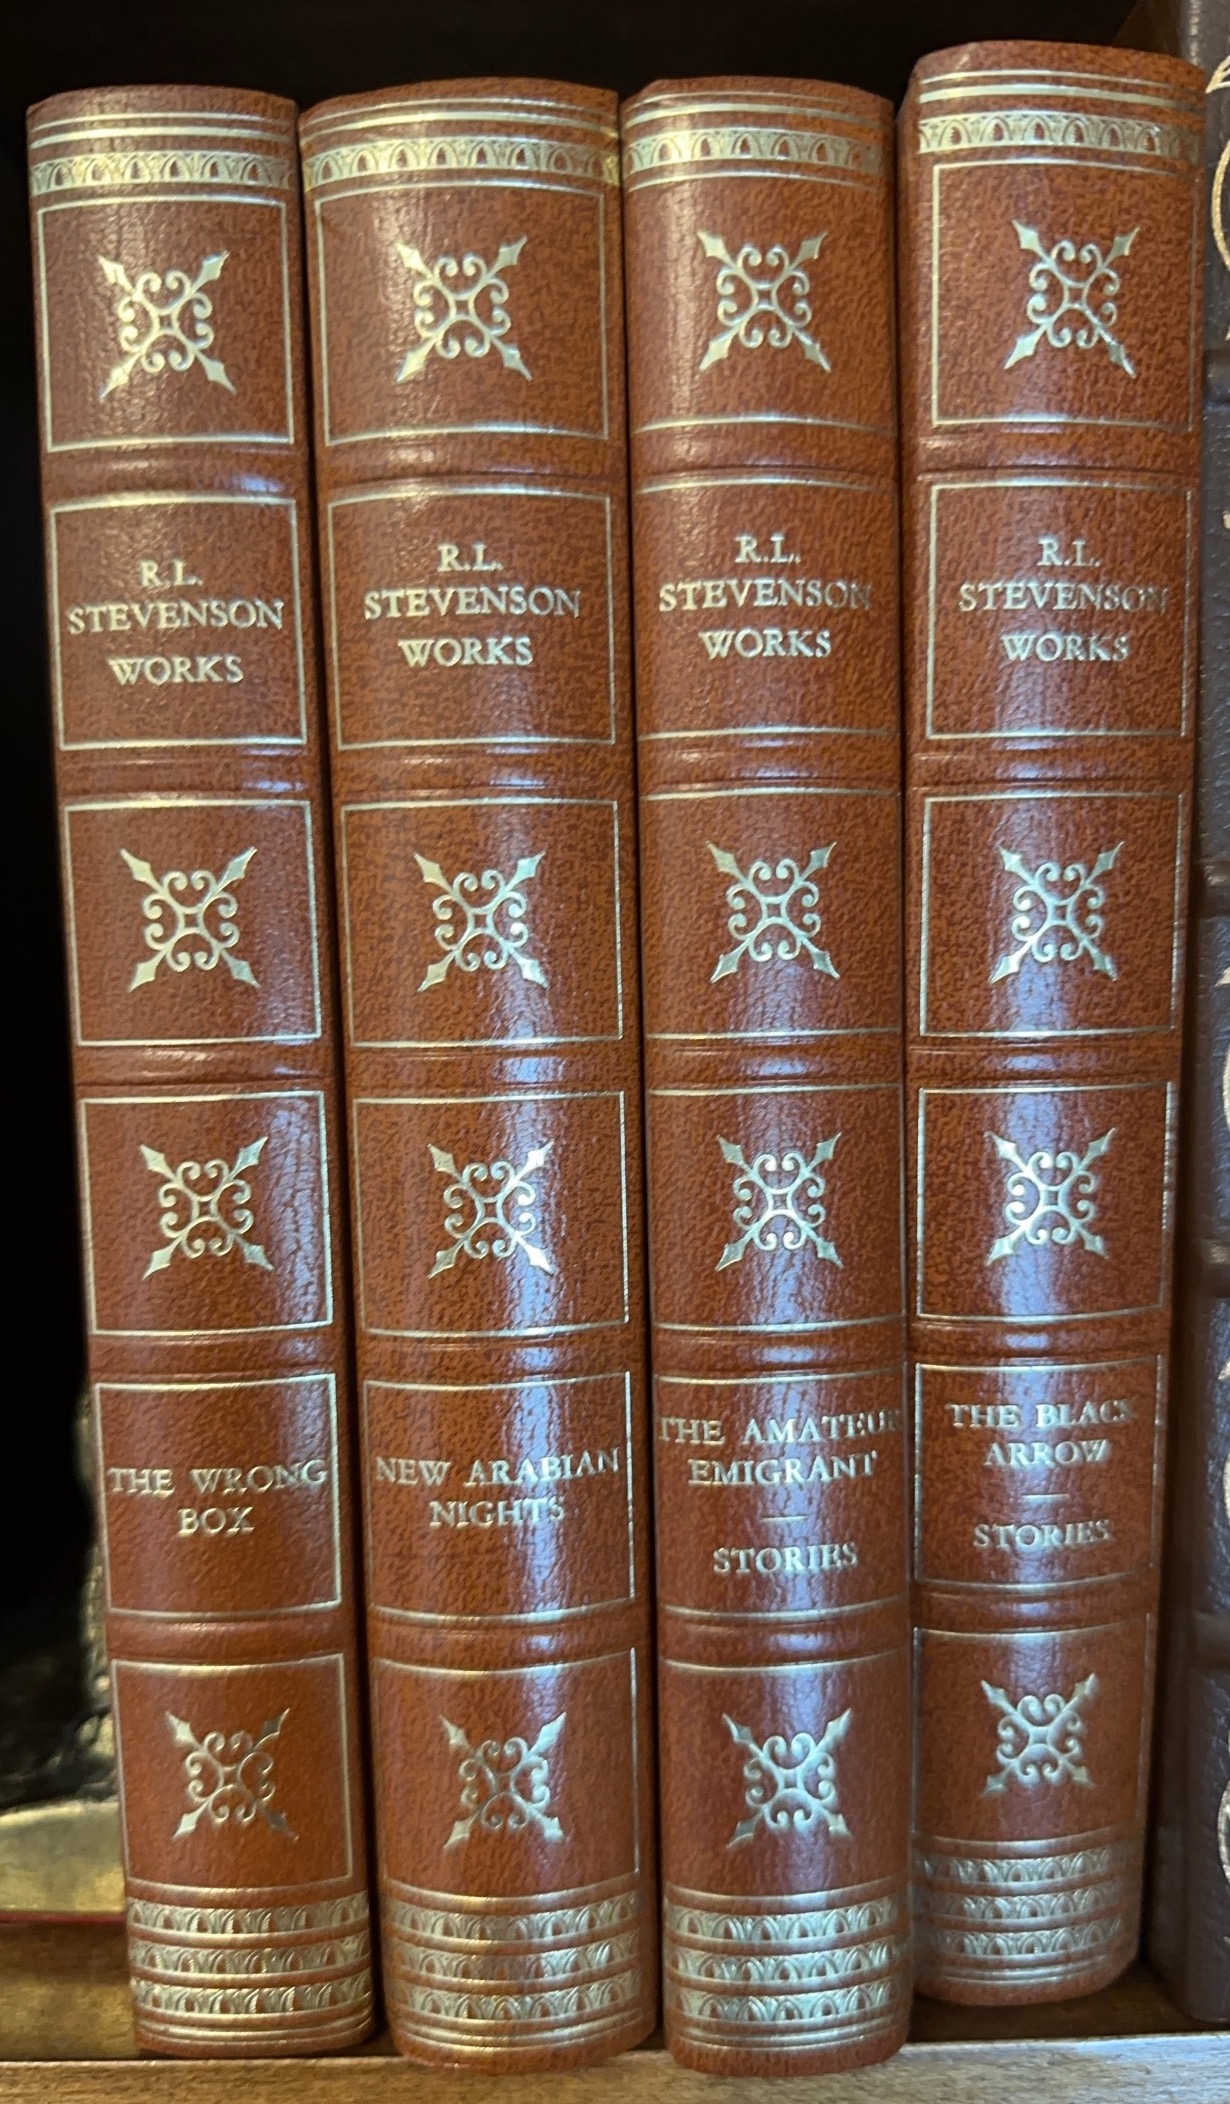 R.L.
STEVENSON
WORKS
THE WRONG
BOX
R.L.
STEVENSON
WORKS
NEW ARABIAN
NIGHTS
R.L.
STEVENSON
WORKS
THE AMATEUR
EMIGRANT
—
STORIES
R.L.
STEVENSON
WORKS
THE BLACK
ARROW
—
STORIES